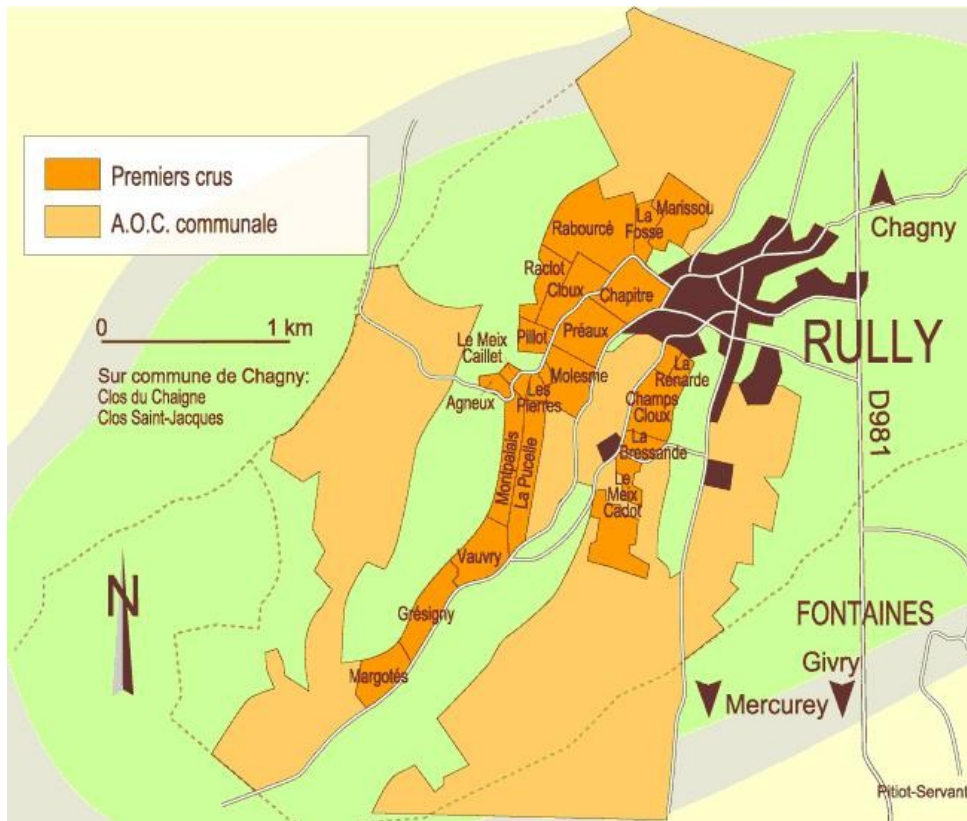 Premiers crus
A.O.C. communale
0 1 km
Sur commune de Chagny:
Clos du Chaigne
Clos Saint-Jacques
Marissou
La
Fosse
Rabourcé
Raclot
Cloux
Chapitre
Pillot
Préaux
Le Meix
Caillet
Molesme
Agneux
Les
Pierres
La
Renarde
Champs
Cloux
La
Bressande
Le
Meix
Cadot
Montpalais
La Pucelle
Vauvry
Grésigny
Margotés
Chagny
RULLY
D981
N
FONTAINES
Givry
Mercurey
Pitiot-Servant